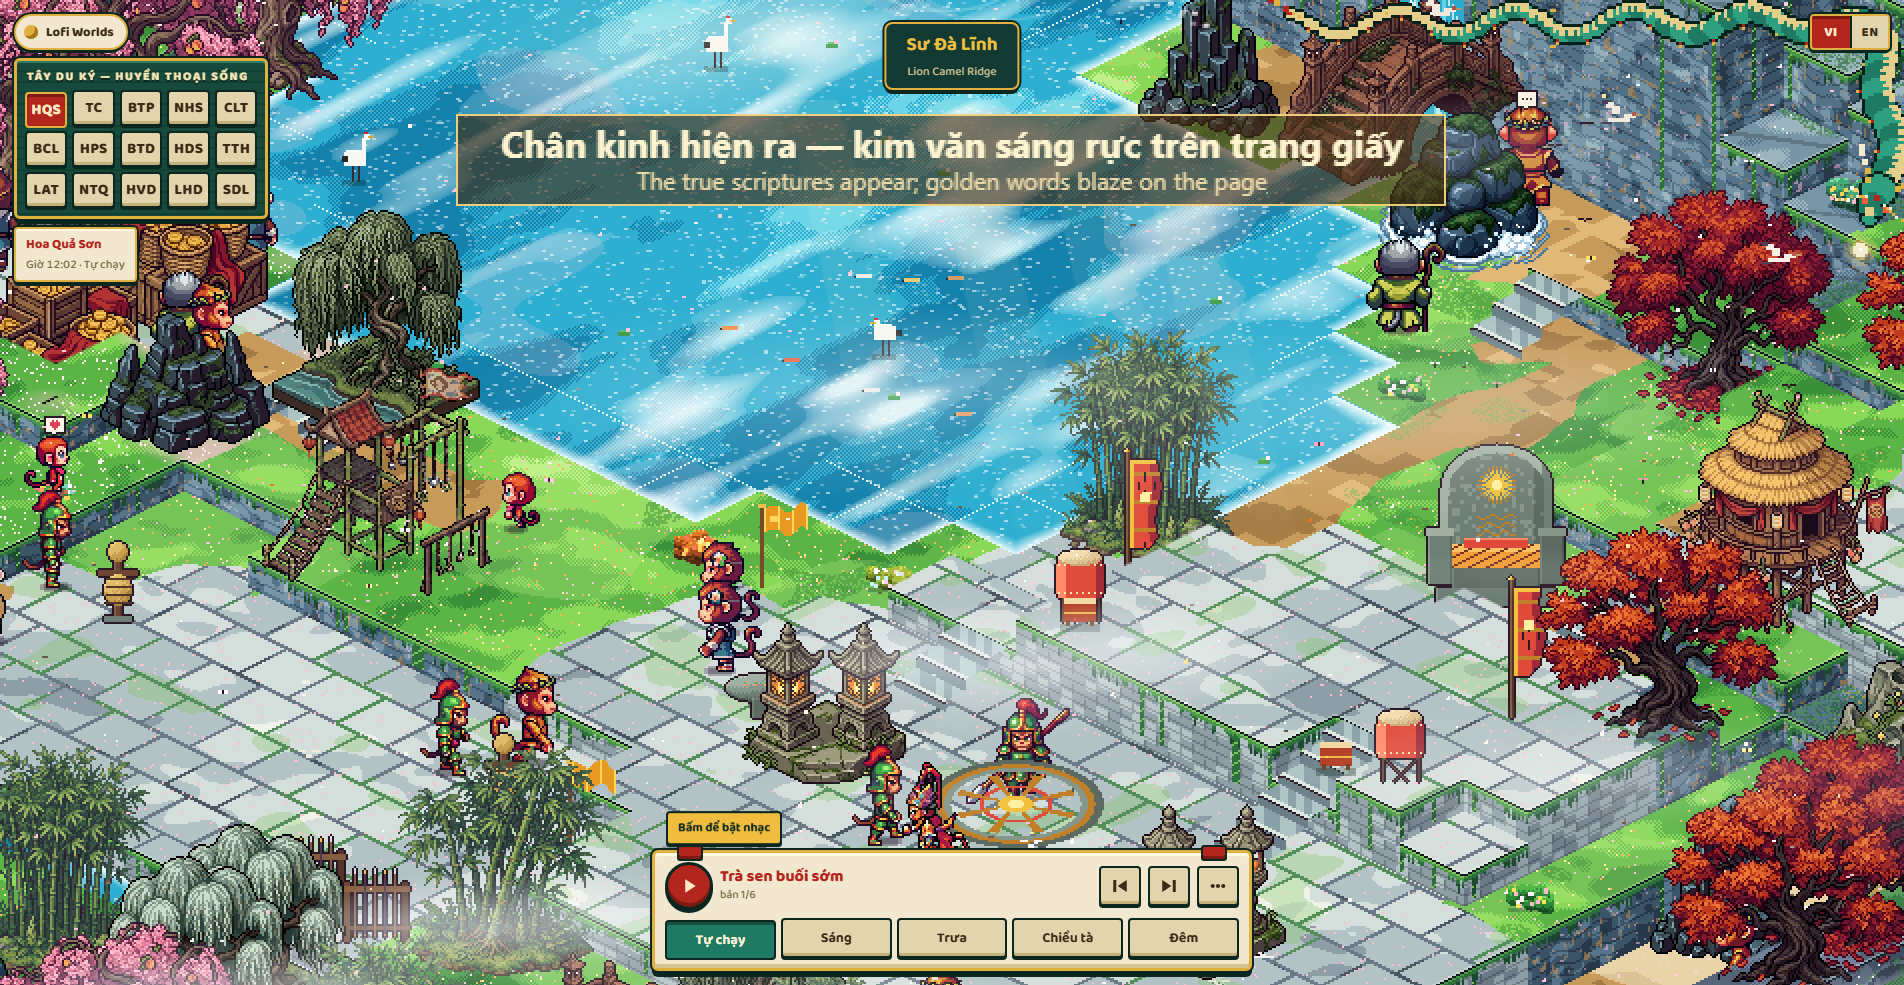 Lofi Worlds
TÂY DU KÝ — HUYỀN THOẠI SỐNG
HQS TC BTP NHS CLT
BCL HPS BTD HDS TTH
LAT NTQ HVD LHD SDL
Hoa Quả Sơn
Giờ 12:02 · Tự chạy
Sư Đà Lĩnh
Lion Camel Ridge
VI EN
Chân kinh hiện ra — kim văn sáng rực trên trang giấy
The true scriptures appear; golden words blaze on the page
...
Bấm để bật nhạc
Trà sen buổi sớm
bản 1/6
Tự chạy Sáng Trưa Chiều tà Đêm